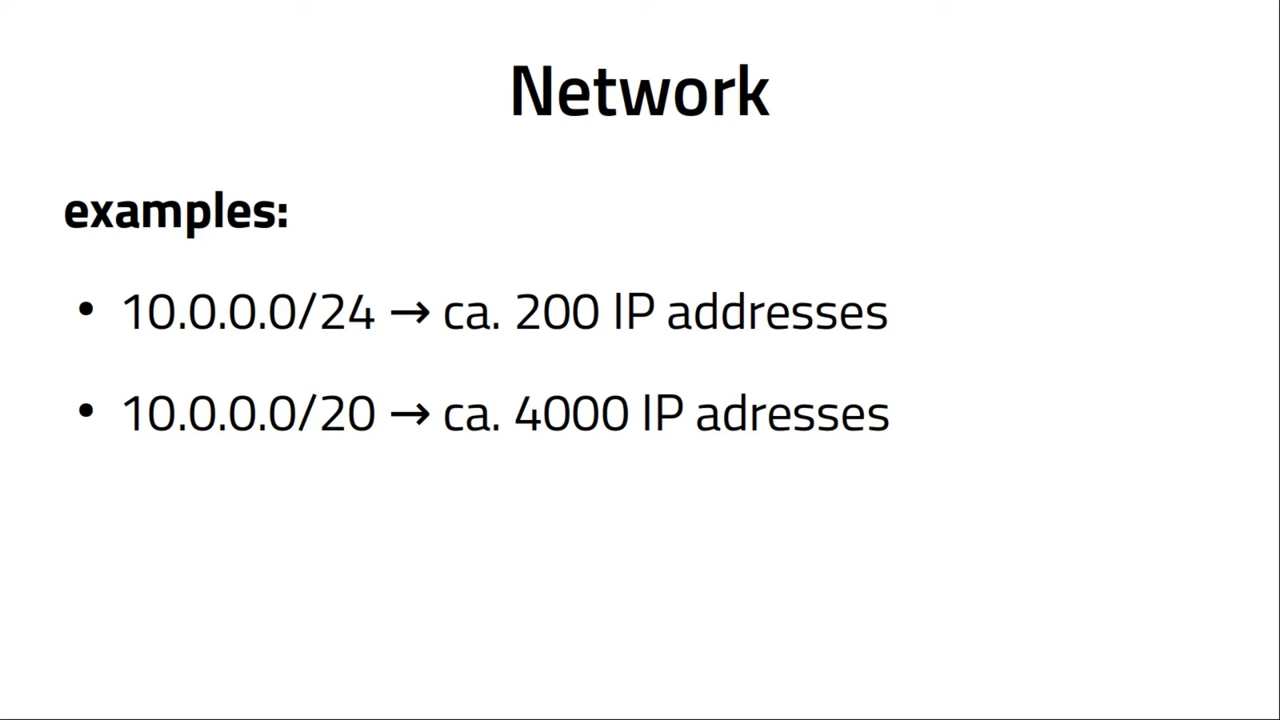 Network
examples:
• 10.0.0.0/24 → ca. 200 IP addresses
• 10.0.0.0/20 → ca. 4000 IP adresses